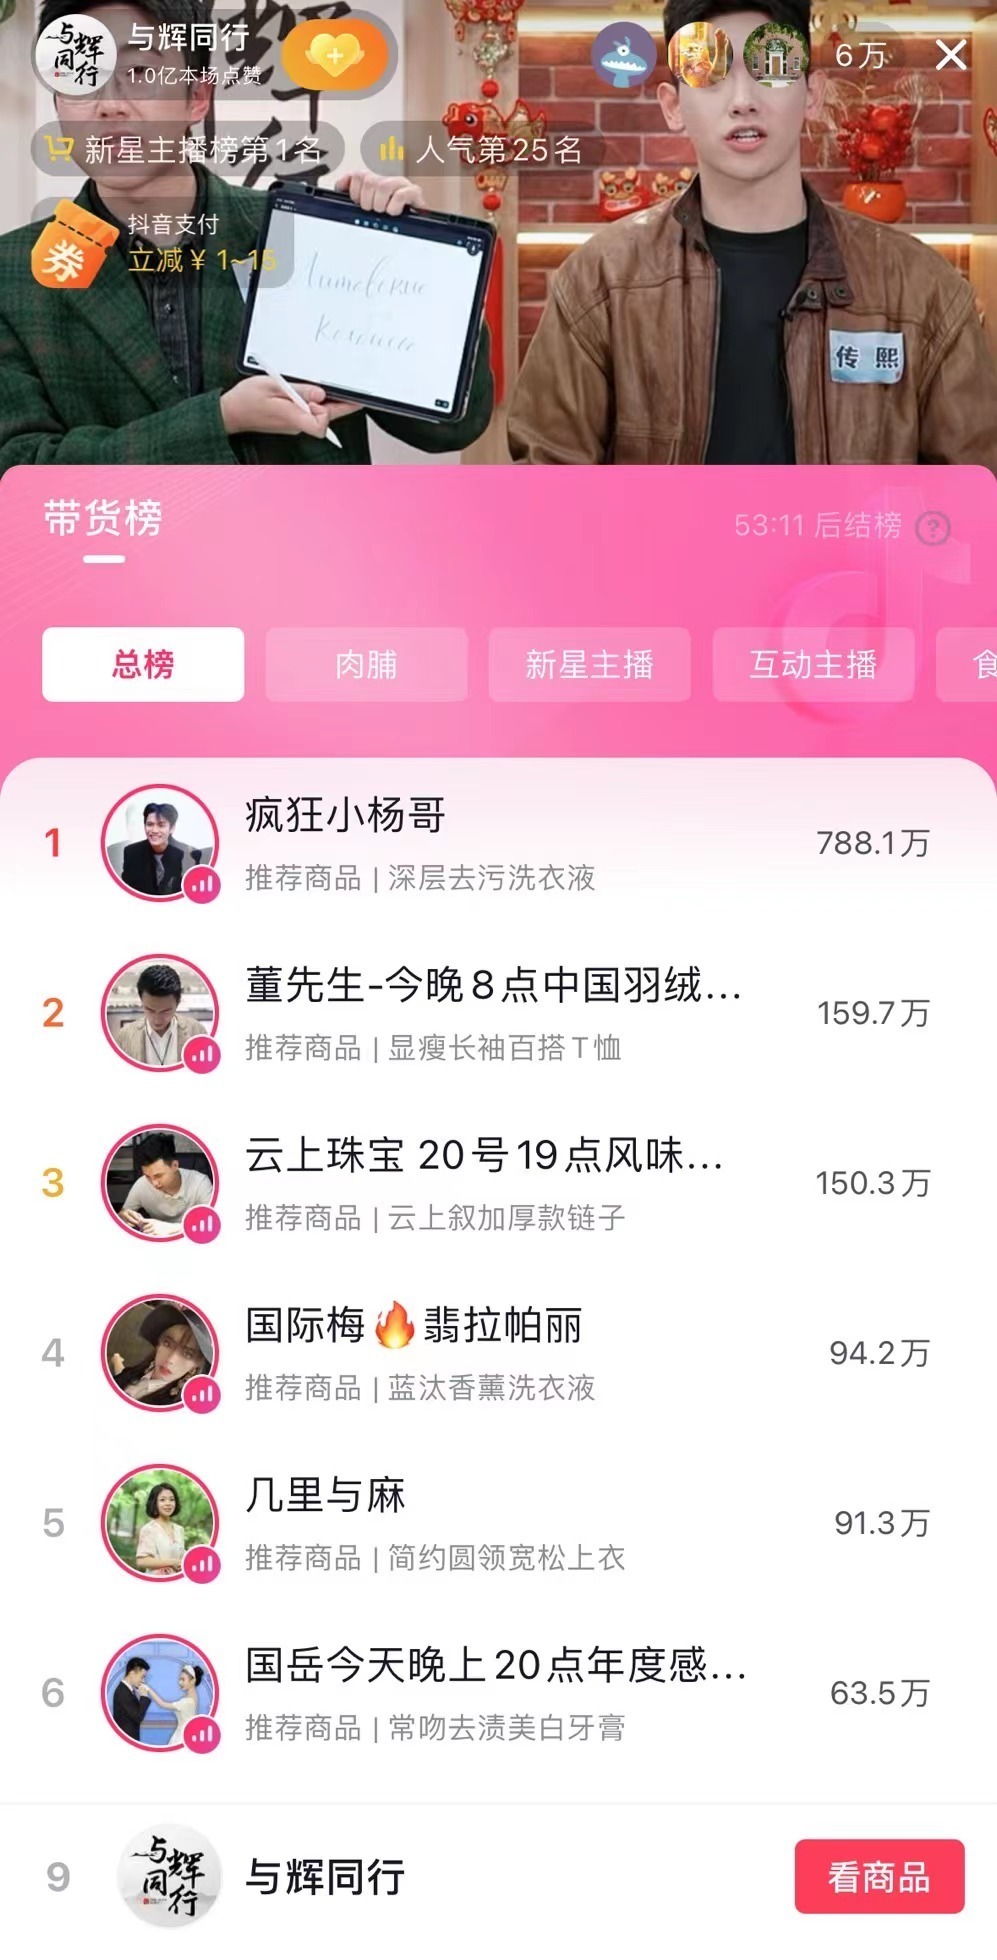 与辉同行
1.0亿本场点赞
6万
新星主播榜第1名
人气第25名
券
抖音支付
立减¥ 1~15
传 熙
带货榜
53:11 后结榜
总榜
肉脯
新星主播
互动主播
食
1
疯狂小杨哥
推荐商品 | 深层去污洗衣液
788.1万
2
董先生-今晚8点中国羽绒...
推荐商品 | 显瘦长袖百搭T恤
159.7万
3
云上珠宝 20号19点风味...
推荐商品 | 云上叙加厚款链子
150.3万
4
国际梅🔥翡拉帕丽
推荐商品 | 蓝汰香薰洗衣液
94.2万
5
几里与麻
推荐商品 | 简约圆领宽松上衣
91.3万
6
国岳今天晚上20点年度感...
推荐商品 | 常吻去渍美白牙膏
63.5万
9
与辉同行
与辉同行
看商品